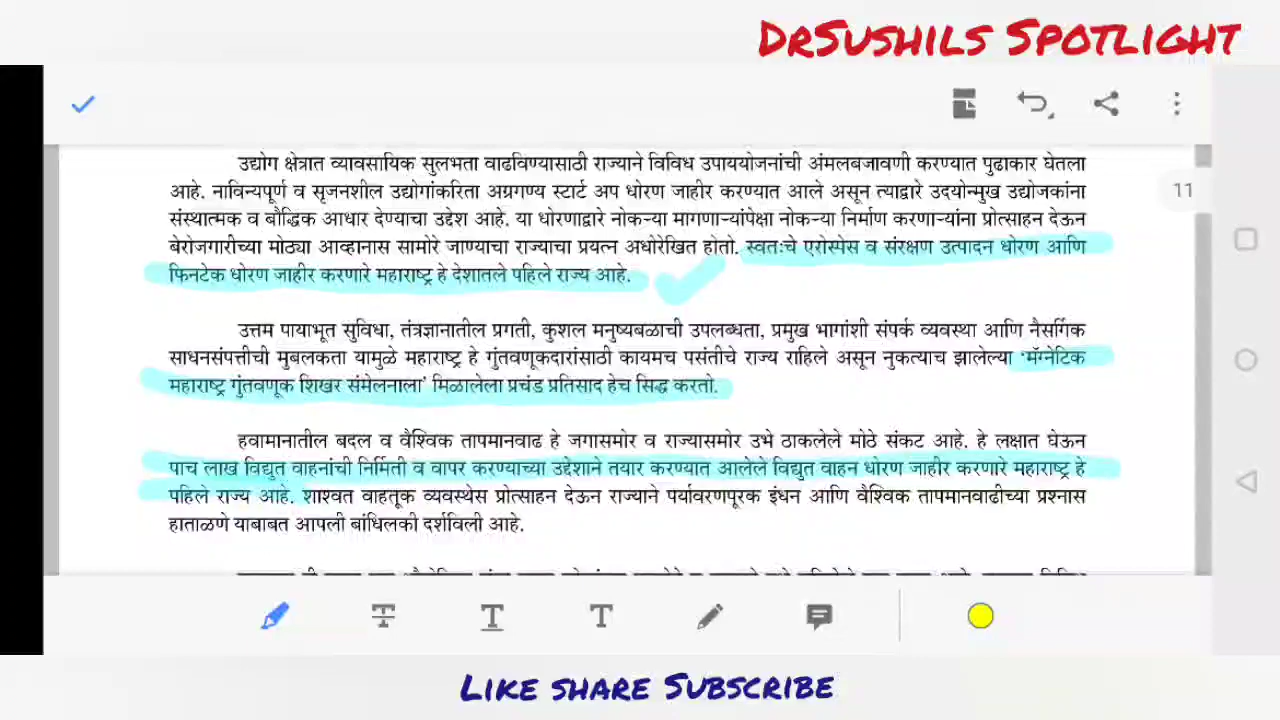 DrSushils Spotlight
उद्योग क्षेत्रात व्यावसायिक सुलभता वाढविण्यासाठी राज्याने विविध उपाययोजनांची अंमलबजावणी करण्यात पुढाकार घेतला
आहे. नाविन्यपूर्ण व सृजनशील उद्योगांकरिता अग्रगण्य स्टार्ट अप धोरण जाहीर करण्यात आले असून त्याद्वारे उदयोन्मुख उद्योजकांना
संस्थात्मक व बौद्धिक आधार देण्याचा उद्देश आहे. या धोरणाद्वारे नोकऱ्या मागणाऱ्यांपेक्षा नोकऱ्या निर्माण करणाऱ्यांना प्रोत्साहन देऊन
बेरोजगारीच्या मोठ्या आव्हानास सामोरे जाण्याचा राज्याचा प्रयत्न अधोरेखित होतो. स्वतःचे एरोस्पेस व संरक्षण उत्पादन धोरण आणि
फिनटेक धोरण जाहीर करणारे महाराष्ट्र हे देशातले पहिले राज्य आहे.
11
उत्तम पायाभूत सुविधा, तंत्रज्ञानातील प्रगती, कुशल मनुष्यबळाची उपलब्धता, प्रमुख भागांशी संपर्क व्यवस्था आणि नैसर्गिक
साधनसंपत्तीची मुबलकता यामुळे महाराष्ट्र हे गुंतवणूकदारांसाठी कायमच पसंतीचे राज्य राहिले असून नुकत्याच झालेल्या 'मॅग्नेटिक
महाराष्ट्र गुंतवणूक शिखर संमेलनाला' मिळालेला प्रचंड प्रतिसाद हेच सिद्ध करतो.
हवामानातील बदल व वैश्विक तापमानवाढ हे जगासमोर व राज्यासमोर उभे ठाकलेले मोठे संकट आहे. हे लक्षात घेऊन
पाच लाख विद्युत वाहनांची निर्मिती व वापर करण्याच्या उद्देशाने तयार करण्यात आलेले विद्युत वाहन धोरण जाहीर करणारे महाराष्ट्र हे
पहिले राज्य आहे. शाश्वत वाहतूक व्यवस्थेस प्रोत्साहन देऊन राज्याने पर्यावरणपूरक इंधन आणि वैश्विक तापमानवाढीच्या प्रश्नास
हाताळणे याबाबत आपली बांधिलकी दर्शविली आहे.
Like share Subscribe